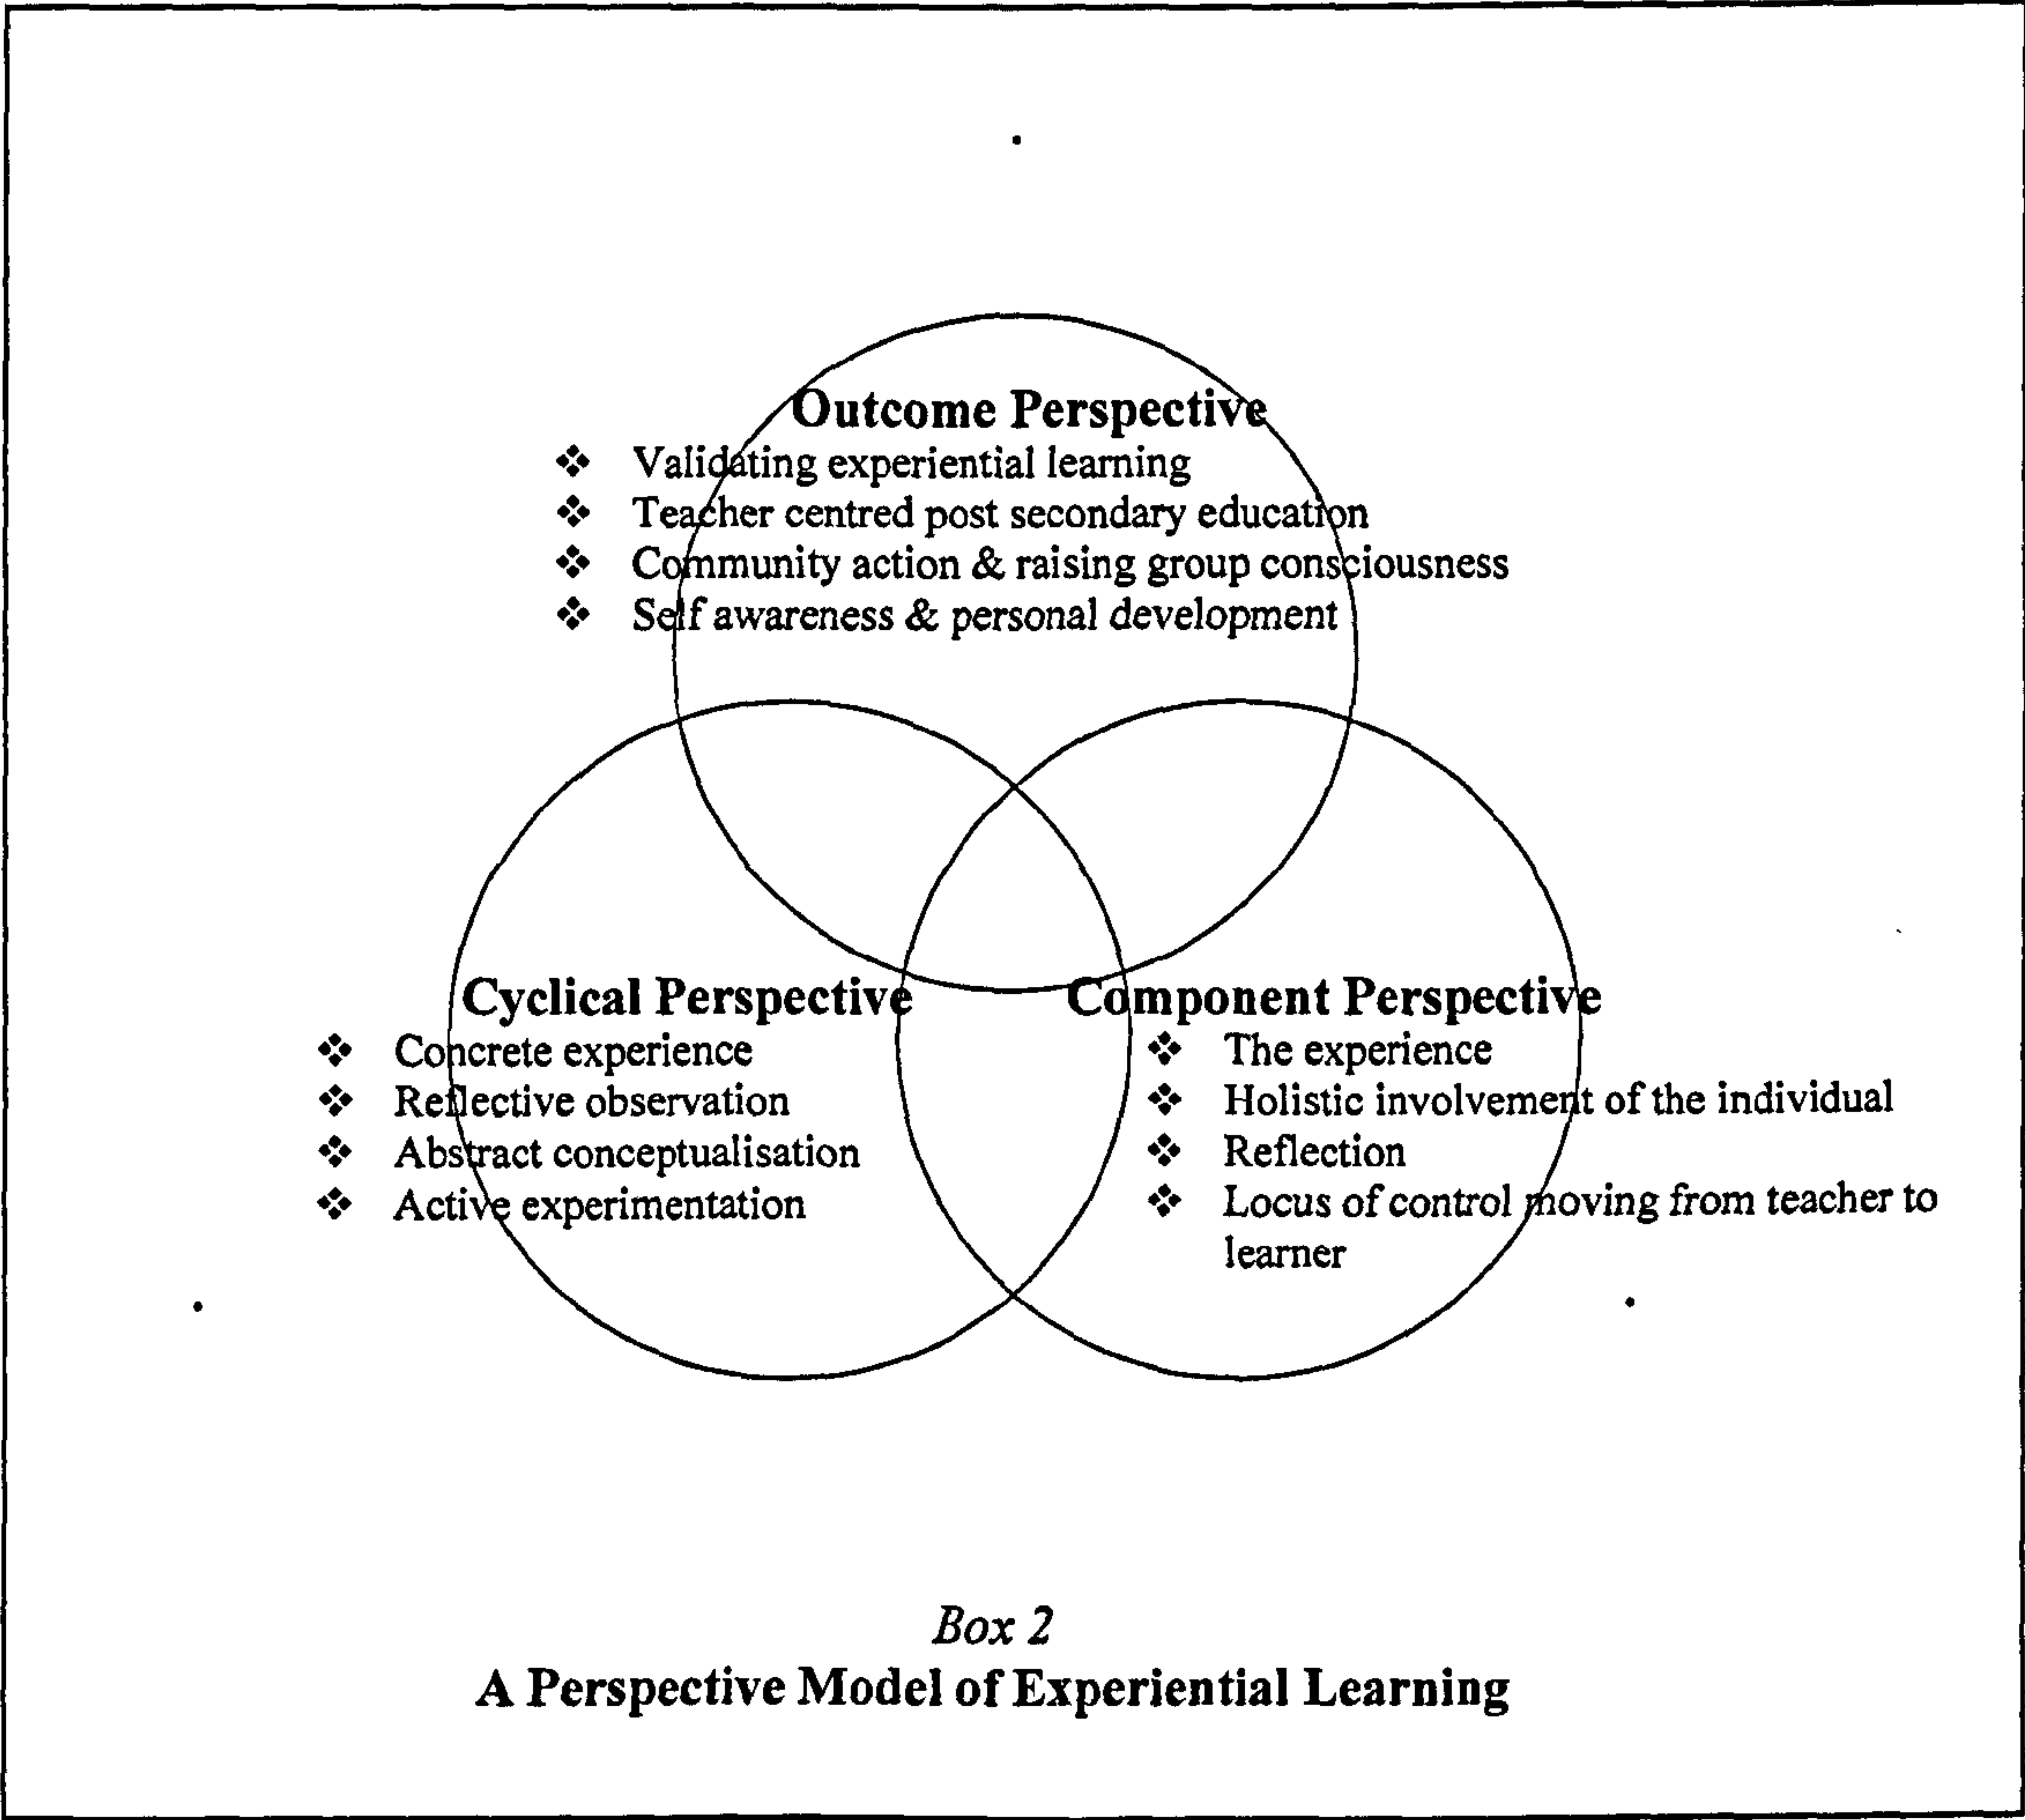 Outcome Perspective
❖ Validating experiential learning
❖ Teacher centred post secondary education
❖ Community action & raising group consciousness
❖ Self awareness & personal development
Cyclical Perspective
❖ Concrete experience
❖ Reflective observation
❖ Abstract conceptualisation
❖ Active experimentation
Component Perspective
❖ The experience
❖ Holistic involvement of the individual
❖ Reflection
❖ Locus of control moving from teacher to
learner
Box 2
A Perspective Model of Experiential Learning